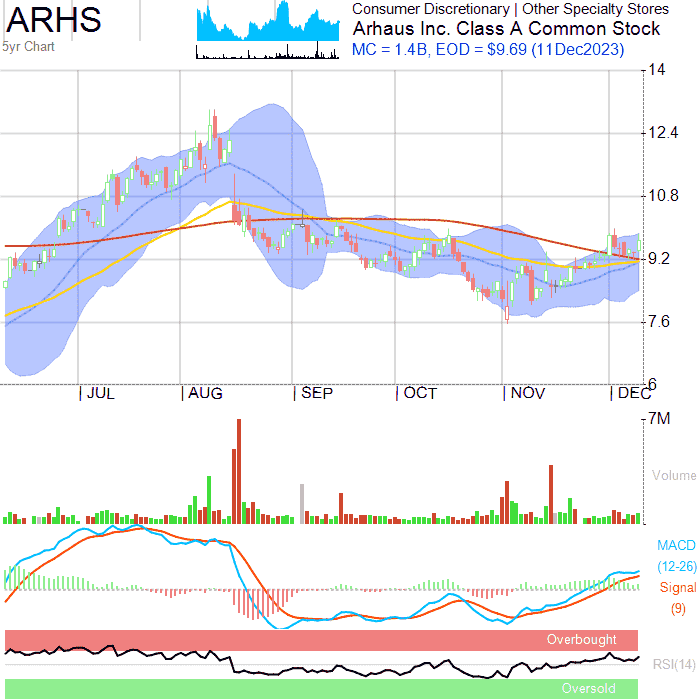 ARHS
5yr Chart
Consumer Discretionary | Other Specialty Stores
Arhaus Inc. Class A Common Stock
MC = 1.4B, EOD = $9.69 (11Dec2023)
14
12.4
10.8
9.2
7.6
6
JUL AUG SEP OCT NOV DEC
7M
Volume
MACD
(12-26)
Signal
(9)
Overbought
RSI(14)
Oversold